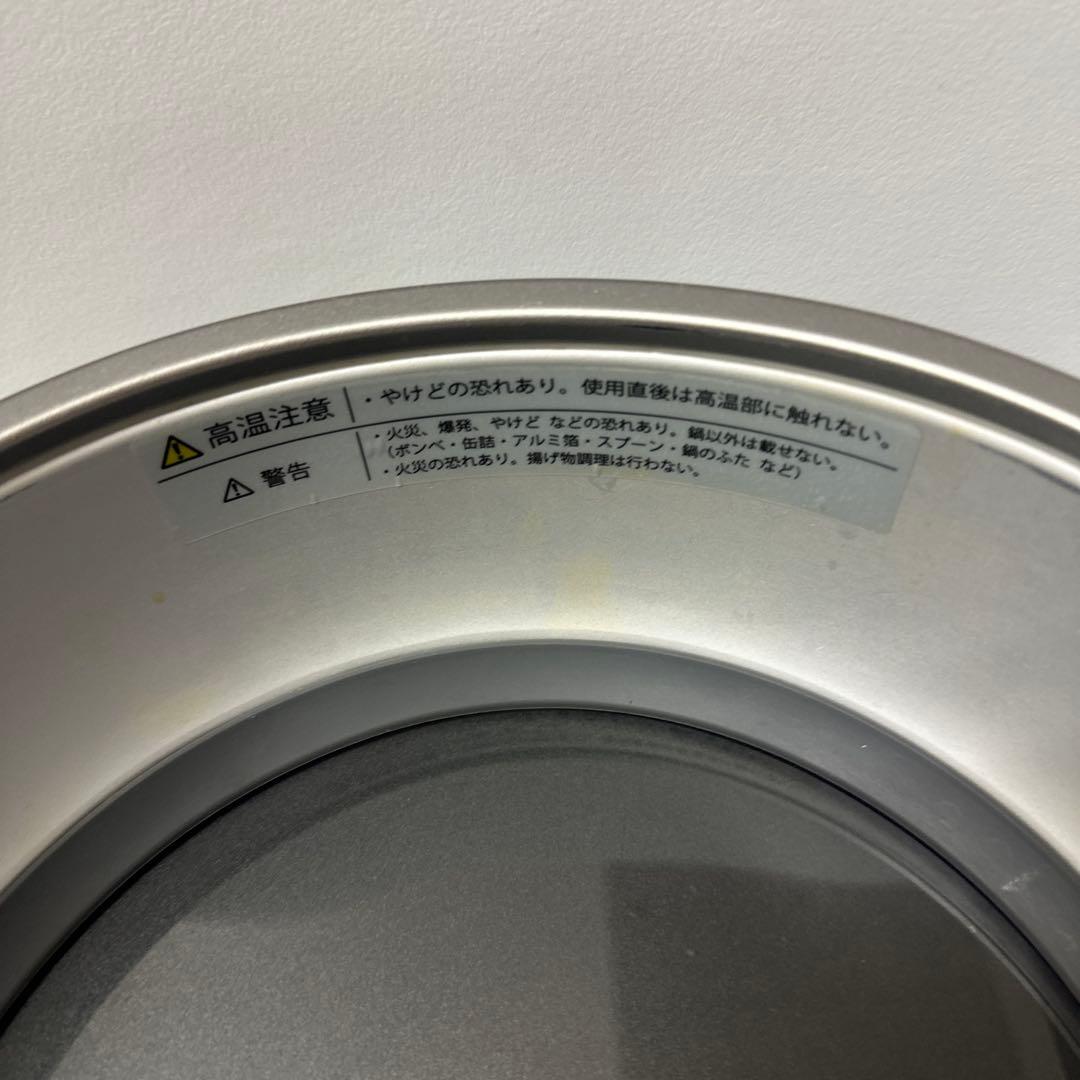 高温注意 ・やけどの恐れあり。使用直後は高温部に触れない。
警告 ・火災、爆発、やけど などの恐れあり。鍋以外は載せない。
(ボンベ・缶詰・アルミ箔・スプーン・鍋のふた など)
・火災の恐れあり。揚げ物調理は行わない。